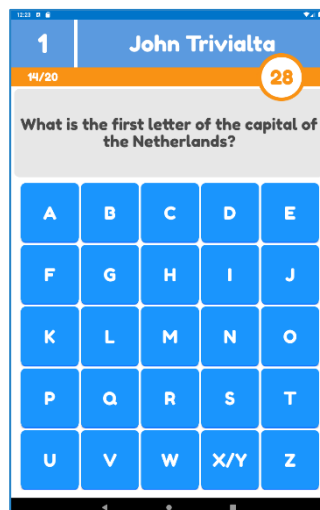 12:23
1 John Trivialta
14/20 28
What is the first letter of the capital of
the Netherlands?
A B C D E
F G H I J
K L M N O
P Q R S T
U V W X/Y Z